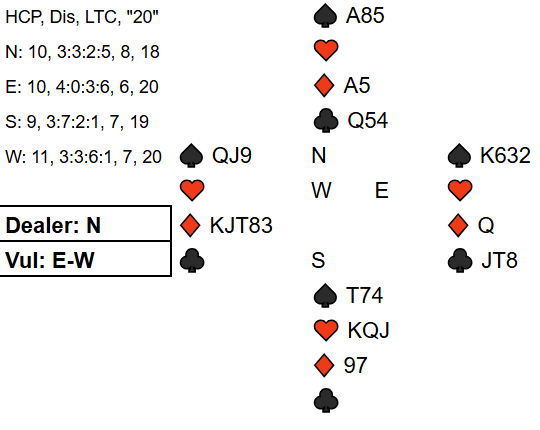 HCP, Dis, LTC, "20"
N: 10, 3:3:2:5, 8, 18
E: 10, 4:0:3:6, 6, 20
S: 9, 3:7:2:1, 7, 19
W: 11, 3:3:6:1, 7, 20
Dealer: N
Vul: E-W
♠ A85
♥
♦ A5
♣ Q54
♠ QJ9
♥
♦ KJT83
♣
N
W E
S
♠ K632
♥
♦ Q
♣ JT8
♠ T74
♥ KQJ
♦ 97
♣